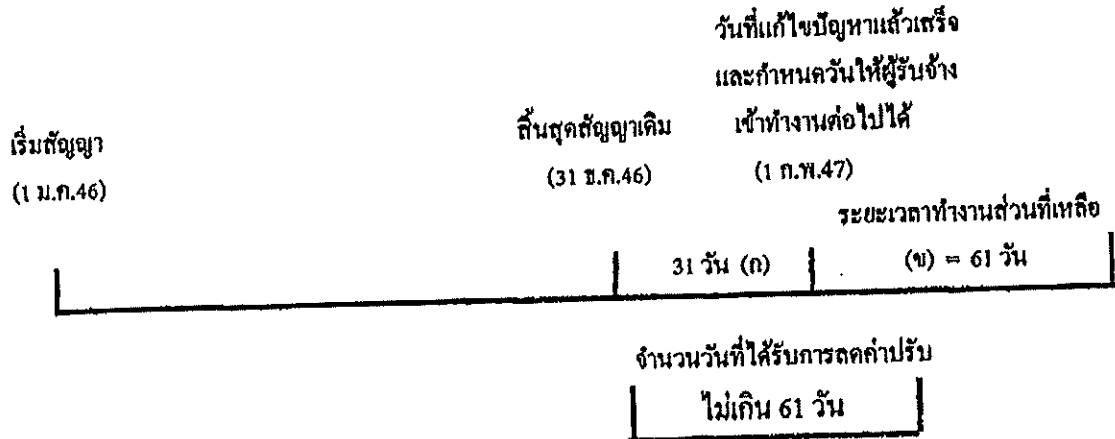 วันที่แก้ไขปัญหาแล้วเสร็จ
และกำหนดวันให้ผู้รับจ้าง
เข้าทำงานต่อไปได้
(1 ก.พ.47)
เริ่มสัญญา
(1 ม.ค.46)
สิ้นสุดสัญญาเดิม
(31 ธ.ค.46)
ระยะเวลาทำงานส่วนที่เหลือ
31 วัน (ก)
(ข) = 61 วัน
จำนวนวันที่ได้รับการลดค่าปรับ
ไม่เกิน 61 วัน